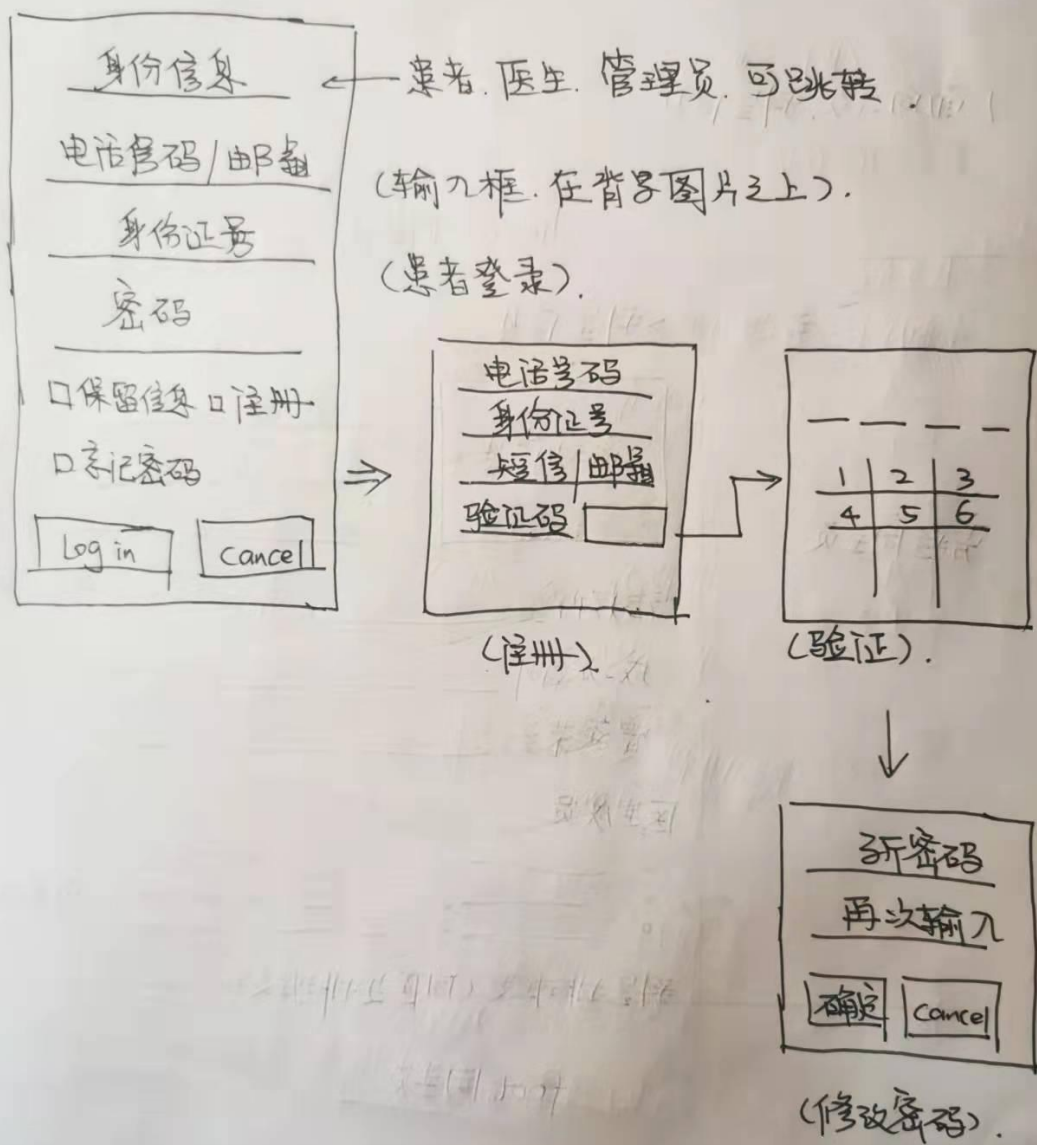 身份信息
患者. 医生. 管理员. 可跳转.
电话号码/邮箱
(输入框. 在背景图片之上).
身份证号
(患者登录).
密码
□保留信息 □注册
□忘记密码
Log in
cancel
电话号码
身份证号
短信/邮箱
验证码
(注册).
1 2 3
4 5 6
(验证).
新密码
再次输入
确定
cancel
(修改密码).